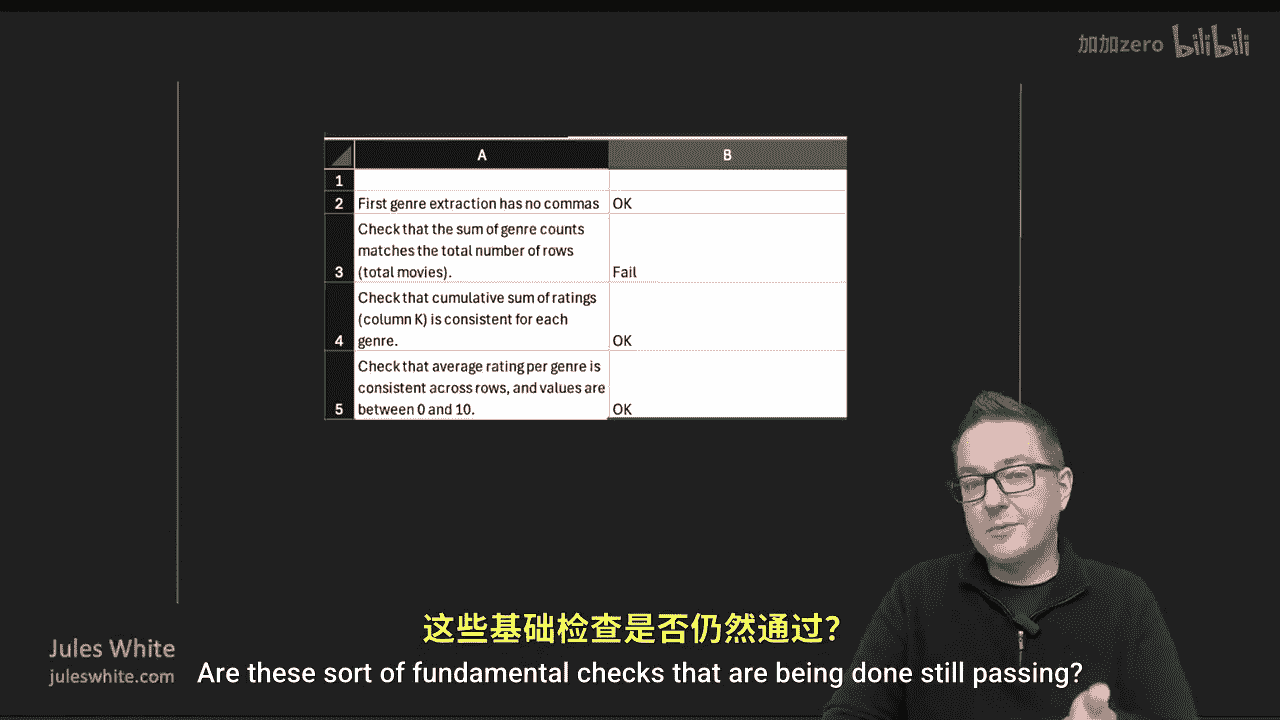 加加zero bilibili
A B
1
2 First genre extraction has no commas OK
Check that the sum of genre counts
matches the total number of rows
3 (total movies). Fail
Check that cumulative sum of ratings
(column K) is consistent for each
4 genre. OK
Check that average rating per genre is
consistent across rows, and values are
5 between 0 and 10. OK
这些基础检查是否仍然通过?
Jules White
juleswhite.com
Are these sort of fundamental checks that are being done still passing?